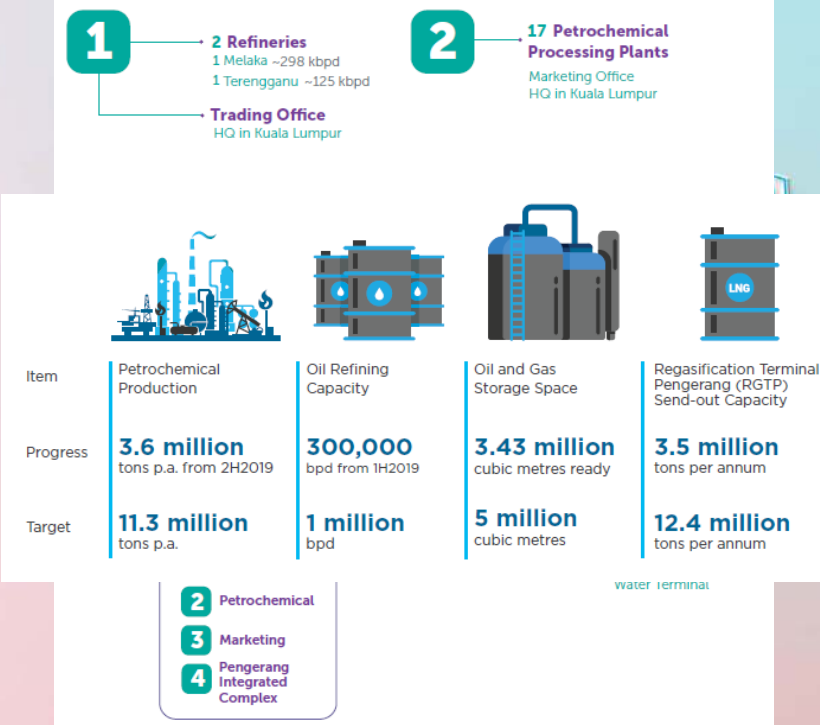 1
2 Refineries
1 Melaka ~298 kbpd
1 Terengganu ~125 kbpd
Trading Office
HQ in Kuala Lumpur
2
17 Petrochemical
Processing Plants
Marketing Office
HQ in Kuala Lumpur
LNG
Item
Petrochemical
Production
Oil Refining
Capacity
Oil and Gas
Storage Space
Regasification Terminal
Pengerang (RGTP)
Send-out Capacity
Progress
3.6 million
tons p.a. from 2H2019
300,000
bpd from 1H2019
3.43 million
cubic metres ready
3.5 million
tons per annum
Target
11.3 million
tons p.a.
1 million
bpd
5 million
cubic metres
12.4 million
tons per annum
Water Terminal
2 Petrochemical
3 Marketing
4 Pengerang
Integrated
Complex